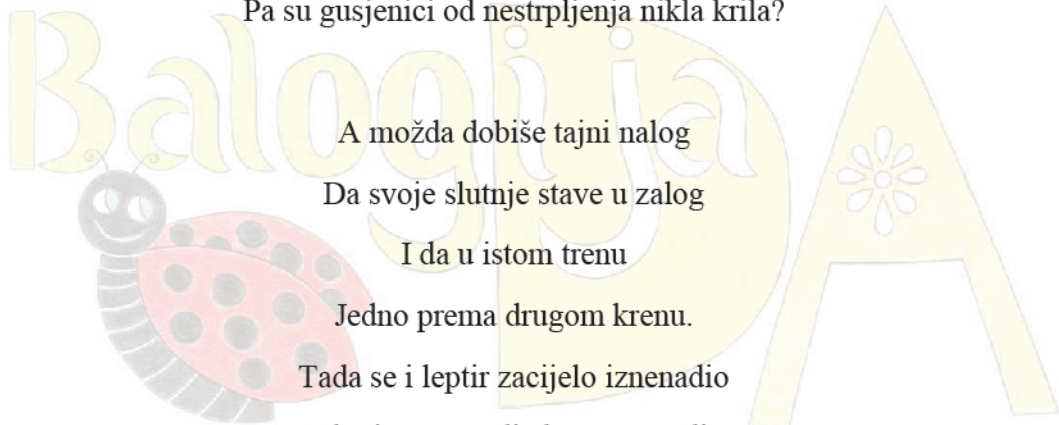 Pa su gusjenici od nestrpljenja nikla krila?
Balogija
DA
A možda dobiše tajni nalog
Da svoje slutnje stave u zalog
I da u istom trenu
Jedno prema drugom krenu.
Tada se i leptir zacijelo iznenadio